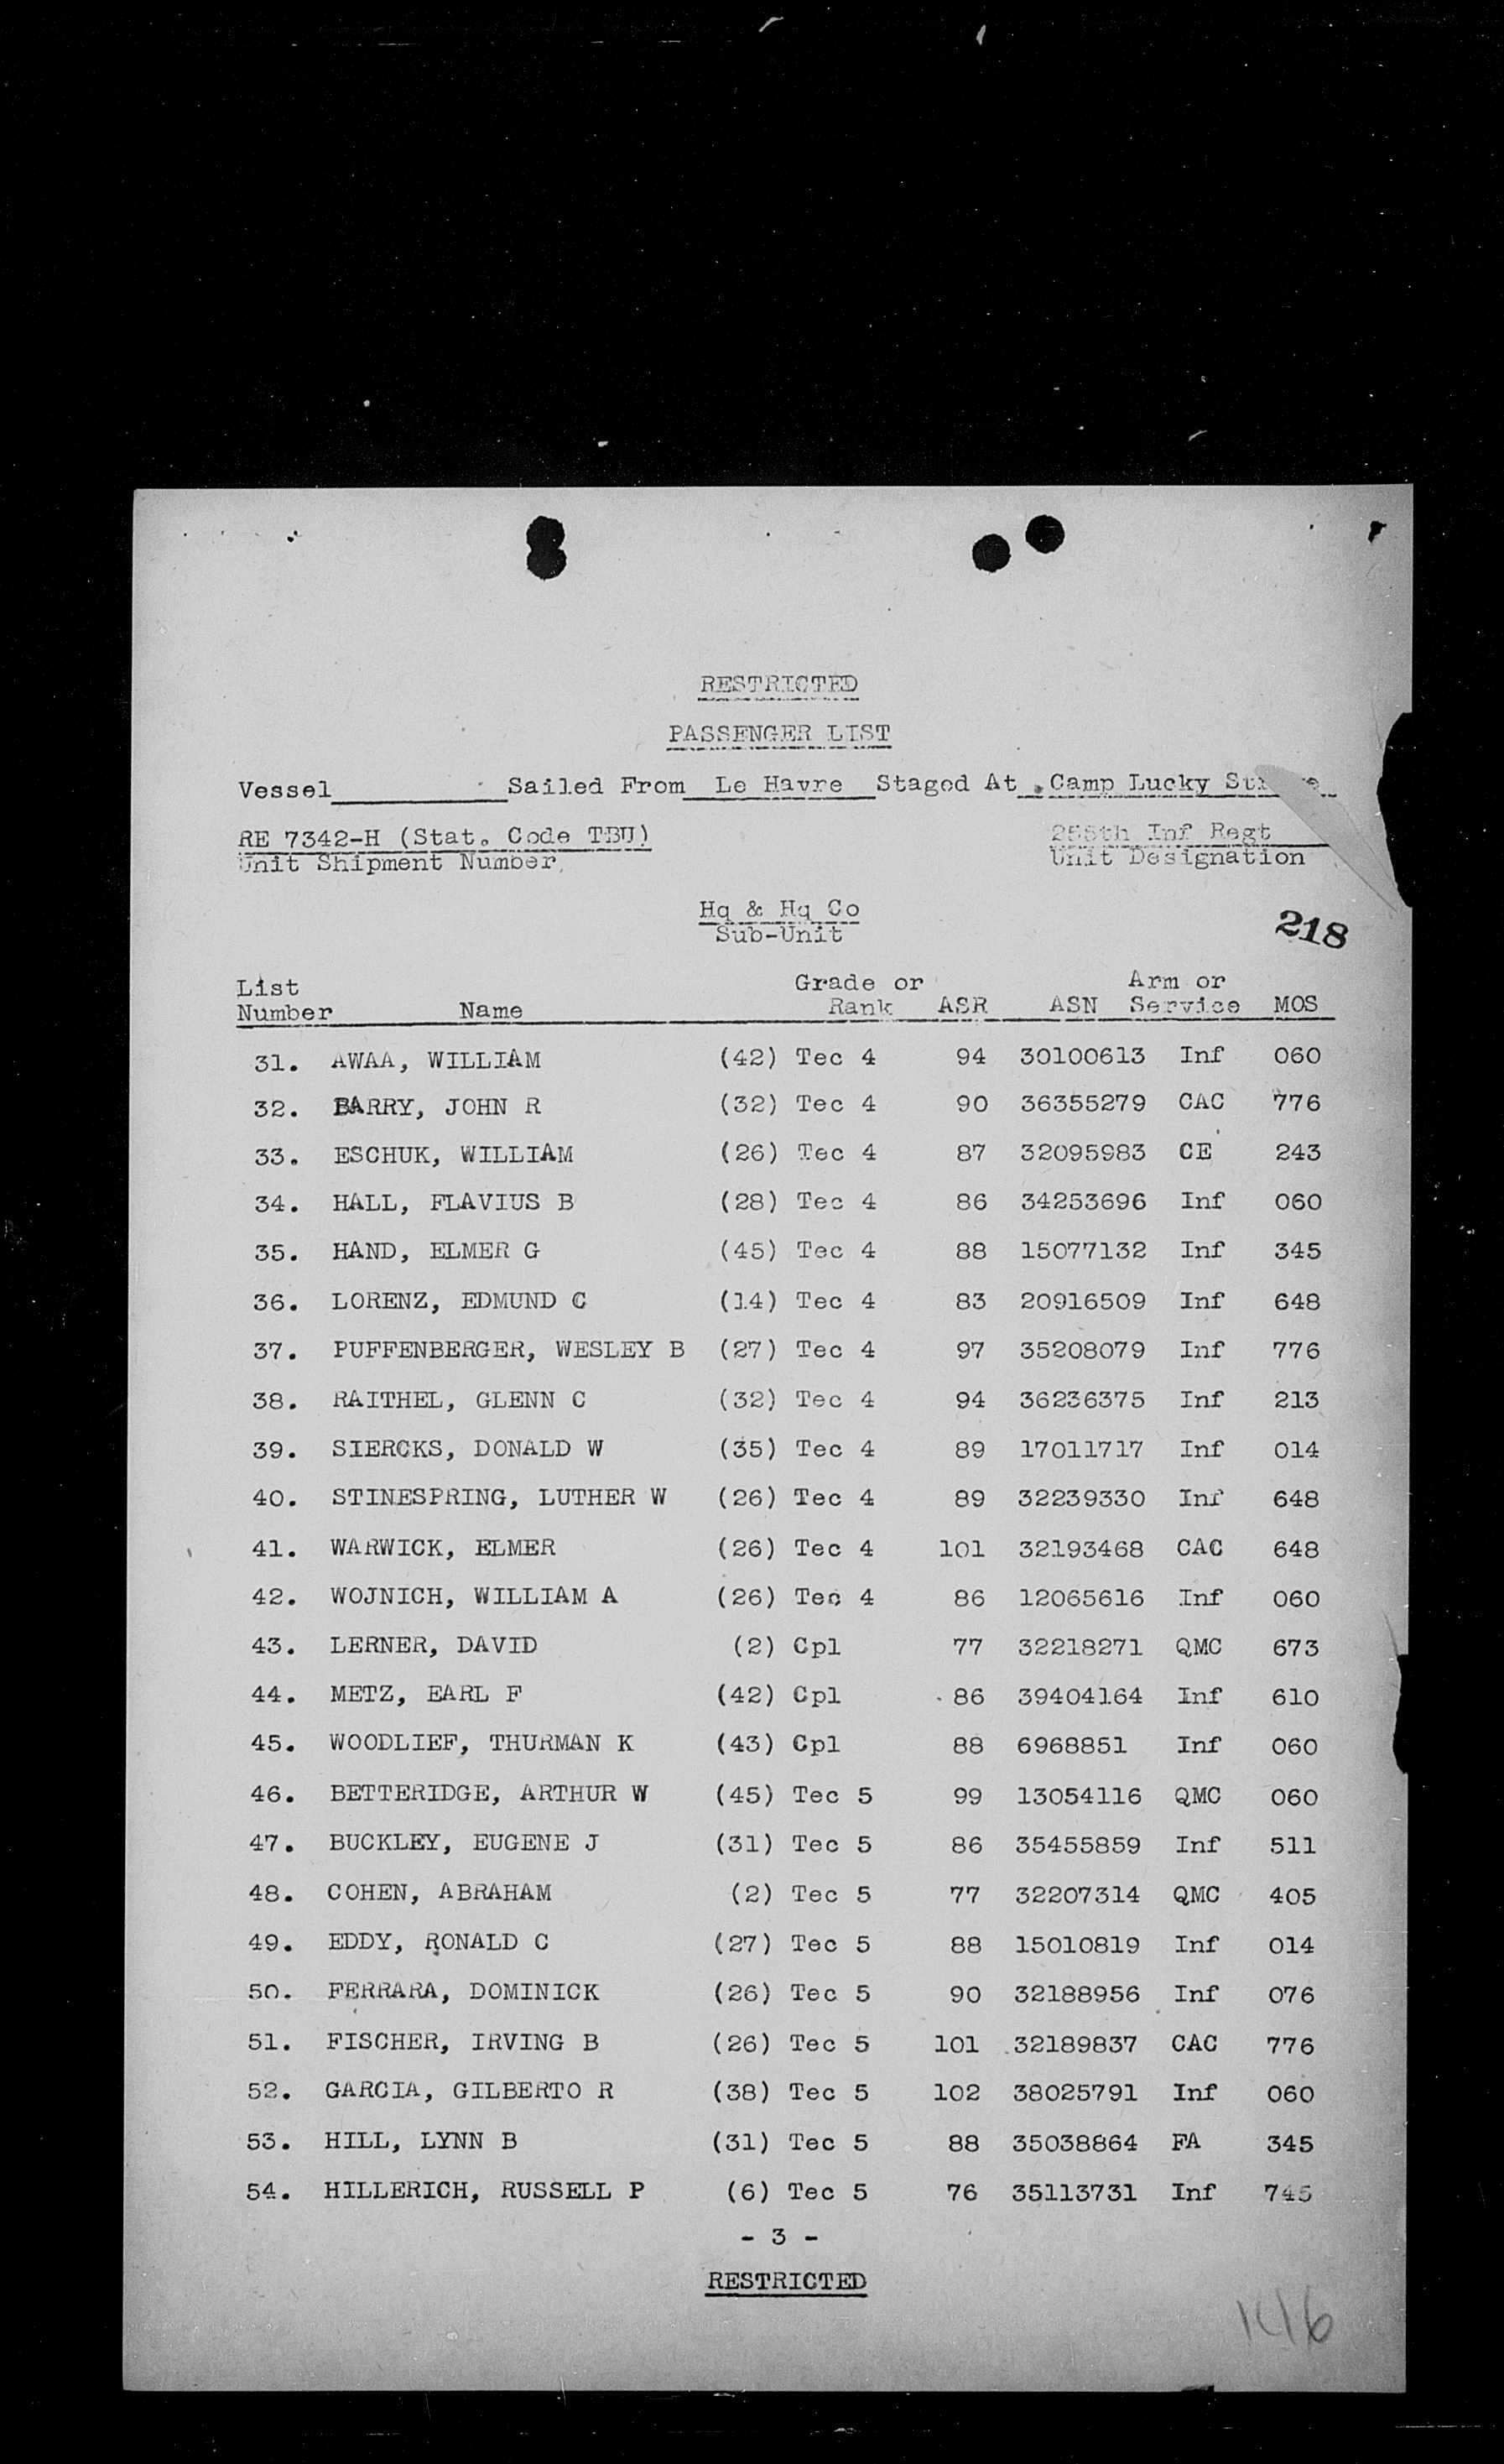 RESTRICTED
PASSENGER LIST
Vessel____________Sailed From Le Havre Staged At Camp Lucky
RE 7342-H (Stat. Code TBU) Inf Regt
Unit Shipment Number Unit Designation
Hq & Hq Co
Sub-Unit
218
List Grade or Arm or
Number Name Rank ASR ASN Service MOS
31. AWAA, WILLIAM (42) Tec 4 94 30100613 Inf 060
32. BARRY, JOHN R (32) Tec 4 90 36355279 CAC 776
33. ESCHUK, WILLIAM (26) Tec 4 87 32095983 CE 243
34. HALL, FLAVIUS B (28) Tec 4 86 34253696 Inf 060
35. HAND, ELMER G (45) Tec 4 88 15077132 Inf 345
36. LORENZ, EDMUND C (14) Tec 4 83 20916509 Inf 648
37. PUFFENBERGER, WESLEY B (27) Tec 4 97 35208079 Inf 776
38. RAITHEL, GLENN C (32) Tec 4 94 36236375 Inf 213
39. SIERCKS, DONALD W (35) Tec 4 89 17011717 Inf 014
40. STINESPRING, LUTHER W (26) Tec 4 89 32239330 Inf 648
41. WARWICK, ELMER (26) Tec 4 101 32193468 CAC 648
42. WOJNICH, WILLIAM A (26) Tec 4 86 12065616 Inf 060
43. LERNER, DAVID (2) Cpl 77 32218271 QMC 673
44. METZ, EARL F (42) Cpl 86 39404164 Inf 610
45. WOODLIEF, THURMAN K (43) Cpl 88 6968851 Inf 060
46. BETTERIDGE, ARTHUR W (45) Tec 5 99 13054116 QMC 060
47. BUCKLEY, EUGENE J (31) Tec 5 86 35455859 Inf 511
48. COHEN, ABRAHAM (2) Tec 5 77 32207314 QMC 405
49. EDDY, RONALD C (27) Tec 5 88 15010819 Inf 014
50. FERRARA, DOMINICK (26) Tec 5 90 32188956 Inf 076
51. FISCHER, IRVING B (26) Tec 5 101 32189837 CAC 776
52. GARCIA, GILBERTO R (38) Tec 5 102 38025791 Inf 060
53. HILL, LYNN B (31) Tec 5 88 35038864 FA 345
54. HILLERICH, RUSSELL P (6) Tec 5 76 35113731 Inf 745
- 3 -
RESTRICTED